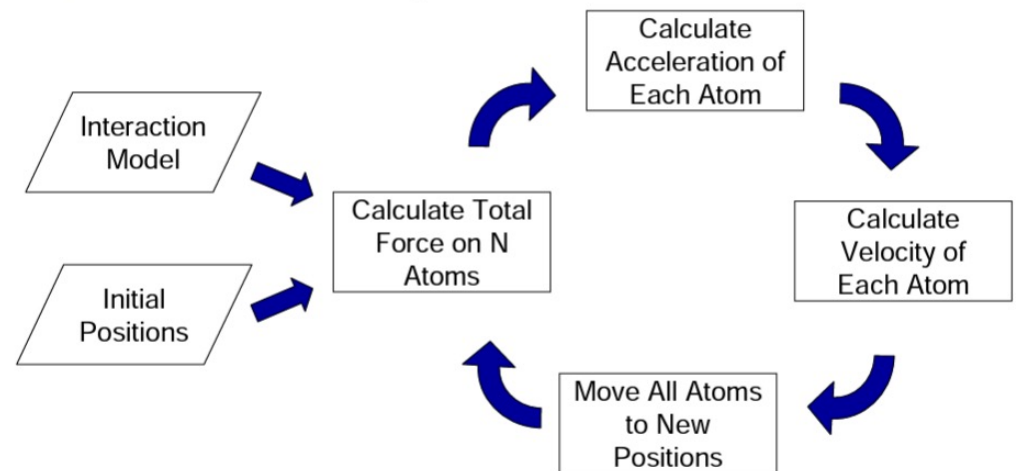 Calculate
Acceleration of
Each Atom
Interaction
Model
Calculate Total
Force on N
Atoms
Calculate
Velocity of
Each Atom
Initial
Positions
Move All Atoms
to New
Positions